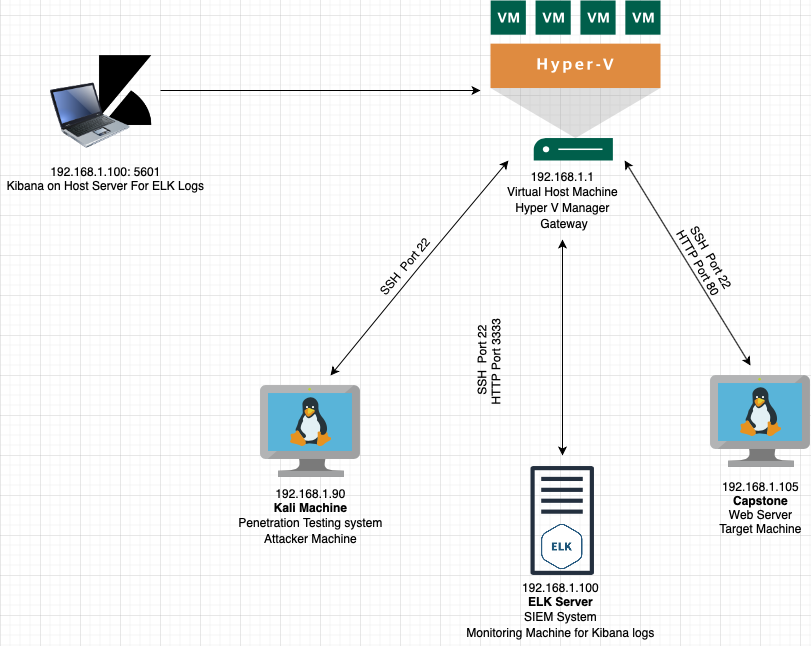 VM VM VM VM
Hyper-V
192.168.1.100: 5601
Kibana on Host Server For ELK Logs
192.168.1.1
Virtual Host Machine
Hyper V Manager
Gateway
SSH Port 22
SSH Port 22
HTTP Port 3333
SSH Port 22
HTTP Port 80
192.168.1.90
Kali Machine
Penetration Testing system
Attacker Machine
ELK
192.168.1.100
ELK Server
SIEM System
Monitoring Machine for Kibana logs
192.168.1.105
Capstone
Web Server
Target Machine